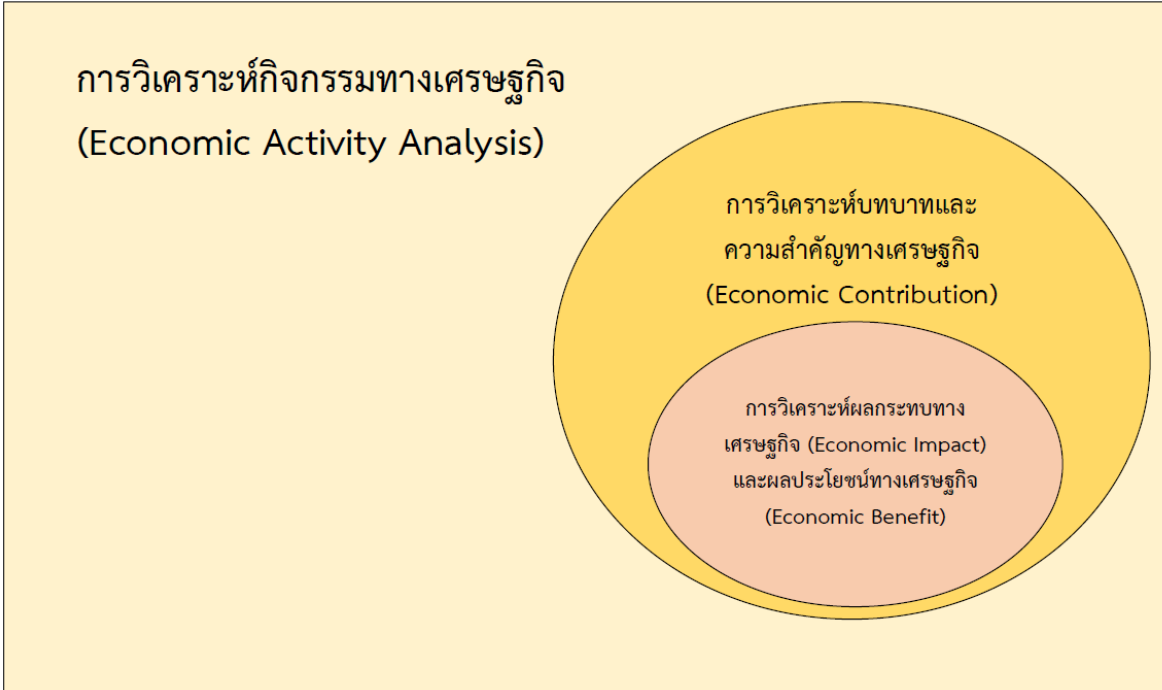 การวิเคราะห์กิจกรรมทางเศรษฐกิจ
(Economic Activity Analysis)
การวิเคราะห์บทบาทและ
ความสำคัญทางเศรษฐกิจ
(Economic Contribution)
การวิเคราะห์ผลกระทบทาง
เศรษฐกิจ (Economic Impact)
และผลประโยชน์ทางเศรษฐกิจ
(Economic Benefit)